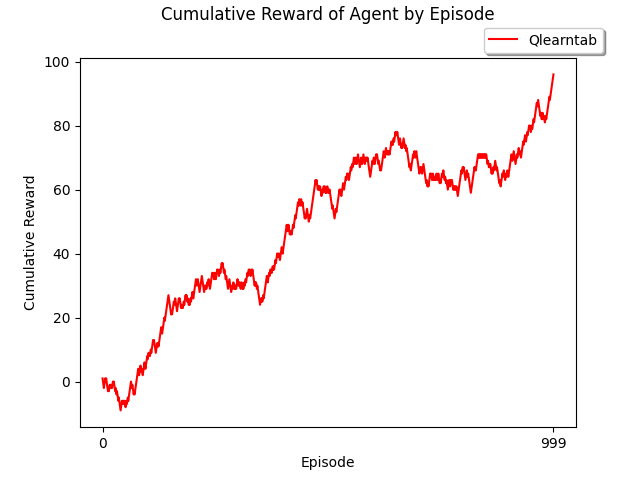 Cumulative Reward of Agent by Episode
Qlearntab
100
80
60
40
20
0
Cumulative Reward
0
999
Episode